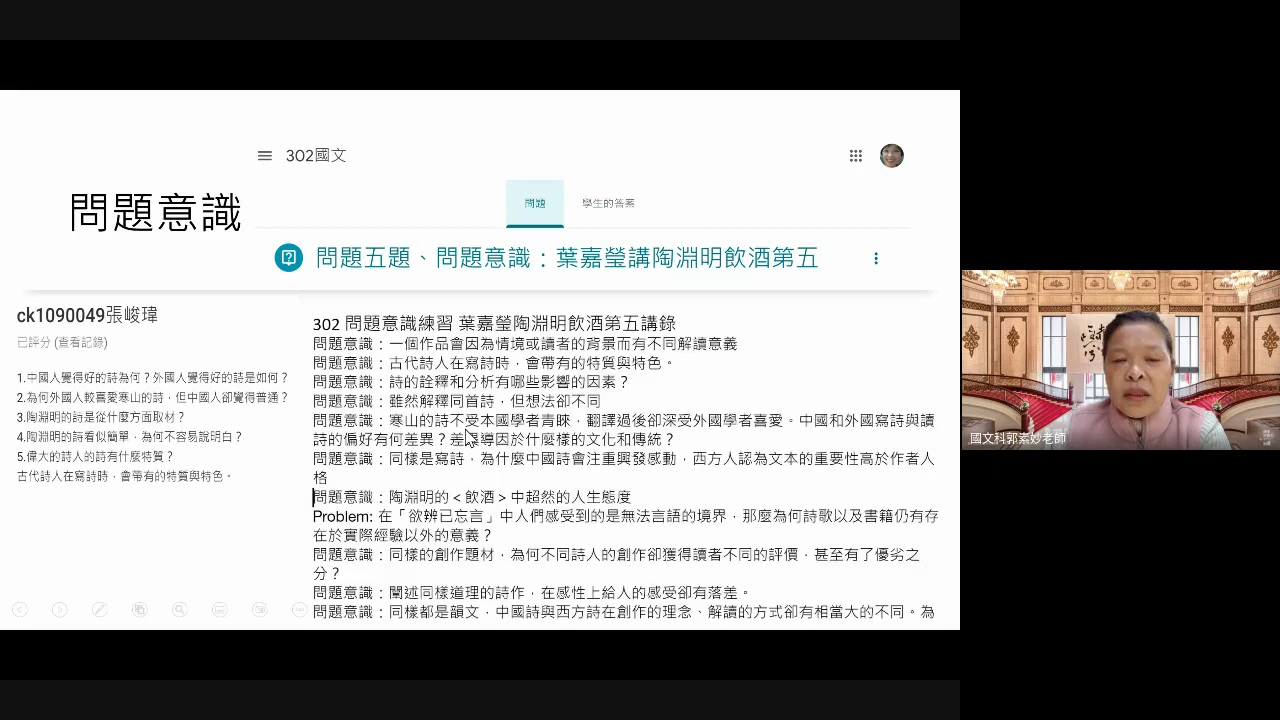 302國文
問題意識
問題
學生的答案
問題五題、問題意識：葉嘉瑩講陶淵明飲酒第五
ck1090049張峻瑋
已評分 (查看記錄)
1.中國人覺得好的詩為何？外國人覺得好的詩是如何？
2.為何外國人較喜愛寒山的詩，但中國人卻覺得普通？
3.陶淵明的詩是從什麼方面取材？
4.陶淵明的詩看似簡單，為何不容易說明白？
5.偉大的詩人的詩有什麼特質？
古代詩人在寫詩時，會帶有的特質與特色。
302 問題意識練習 葉嘉瑩陶淵明飲酒第五講錄
問題意識：一個作品會因為情境或讀者的背景而有不同解讀意義
問題意識：古代詩人在寫詩時，會帶有的特質與特色。
問題意識：詩的詮釋和分析有哪些影響的因素？
問題意識：雖然解釋同首詩，但想法卻不同
問題意識：寒山的詩不受本國學者青睞，翻譯過後卻深受外國學者喜愛。中國和外國寫詩與讀
詩的偏好有何差異？差異導因於什麼樣的文化和傳統？
問題意識：同樣是寫詩，為什麼中國詩會注重興發感動，西方人認為文本的重要性高於作者人
格
問題意識：陶淵明的＜飲酒＞中超然的人生態度
Problem: 在「欲辨已忘言」中人們感受到的是無法言語的境界，那麼為何詩歌以及書籍仍有存
在於實際經驗以外的意義？
問題意識：同樣的創作題材，為何不同詩人的創作卻獲得讀者不同的評價，甚至有了優劣之
分？
問題意識：闡述同樣道理的詩作，在感性上給人的感受卻有落差。
問題意識：同樣都是韻文，中國詩與西方詩在創作的理念、解讀的方式卻有相當大的不同。為
國文科郭素妙老師